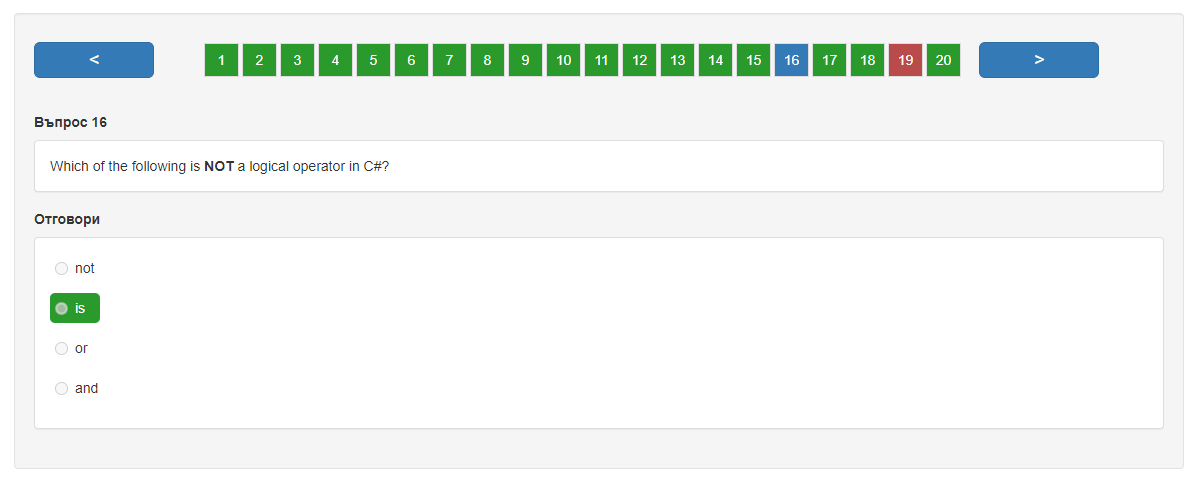 < 1 2 3 4 5 6 7 8 9 10 11 12 13 14 15 16 17 18 19 20 >
Въпрос 16
Which of the following is NOT a logical operator in C#?
Отговори
not
is
or
and